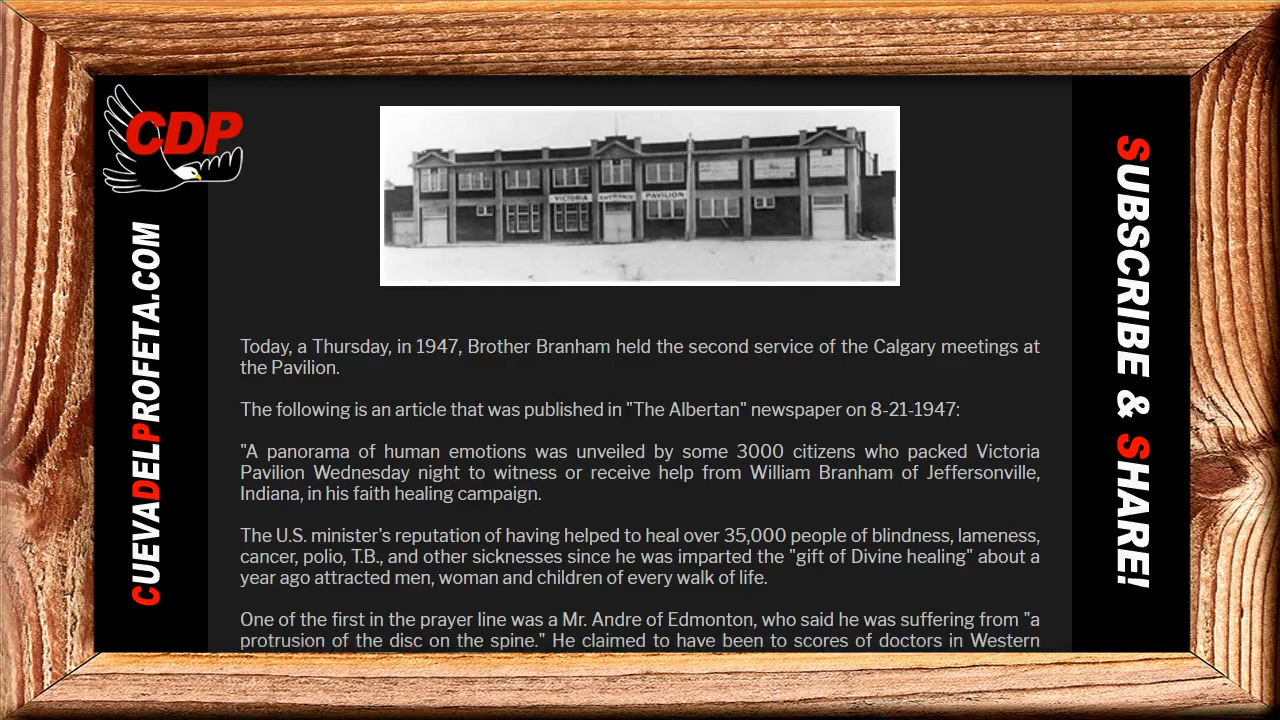 CDP
CUEVADELPROFETA.COM
VICTORIA ENTRANCE PAVILION
Today, a Thursday, in 1947, Brother Branham held the second service of the Calgary meetings at
the Pavilion.
The following is an article that was published in "The Albertan" newspaper on 8-21-1947:
"A panorama of human emotions was unveiled by some 3000 citizens who packed Victoria
Pavilion Wednesday night to witness or receive help from William Branham of Jeffersonville,
Indiana, in his faith healing campaign.
The U.S. minister's reputation of having helped to heal over 35,000 people of blindness, lameness,
cancer, polio, T.B., and other sicknesses since he was imparted the "gift of Divine healing" about a
year ago attracted men, woman and children of every walk of life.
One of the first in the prayer line was a Mr. Andre of Edmonton, who said he was suffering from "a
protrusion of the disc on the spine." He claimed to have been to scores of doctors in Western
SUBSCRIBE & SHARE!